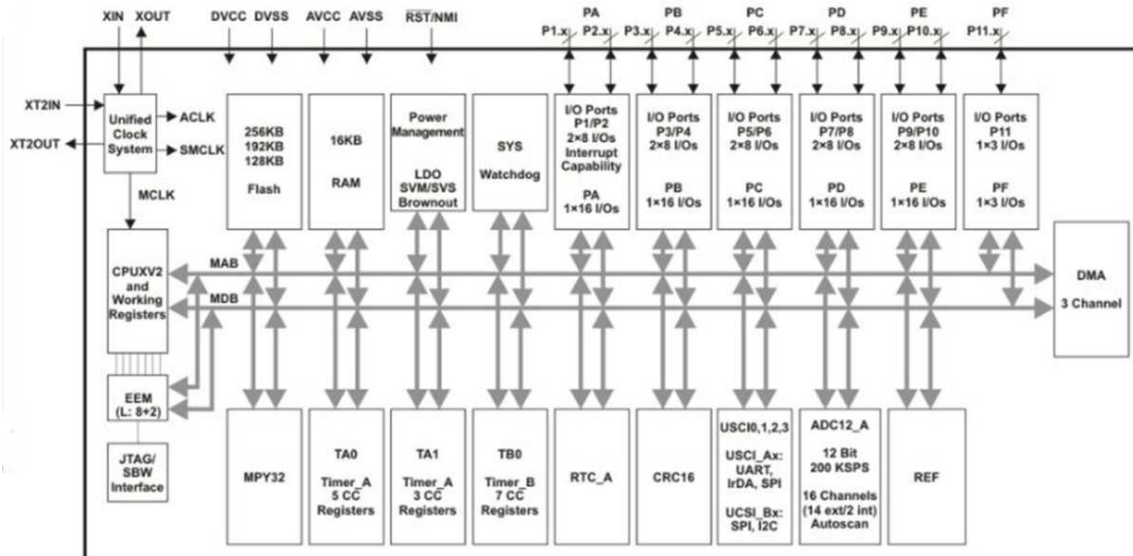 XIN XOUT DVCC DVSS AVCC AVSS RST/NMI PA PB PC PD PE PF
P1.x P2.x P3.x P4.x P5.x P6.x P7.x P8.x P9.x P10.x P11.x
XT2IN
XT2OUT
Unified
Clock
System
ACLK
SMCLK
MCLK
256KB
192KB
128KB
Flash
16KB
RAM
Power
Management
LDO
SVM/SVS
Brownout
SYS
Watchdog
I/O Ports
P1/P2
2×8 I/Os
Interrupt
Capability
PA
1×16 I/Os
I/O Ports
P3/P4
2×8 I/Os
PB
1×16 I/Os
I/O Ports
P5/P6
2×8 I/Os
PC
1×16 I/Os
I/O Ports
P7/P8
2×8 I/Os
PD
1×16 I/Os
I/O Ports
P9/P10
2×8 I/Os
PE
1×16 I/Os
I/O Ports
P11
1×3 I/Os
PF
1×3 I/Os
CPUXV2
and
Working
Registers
MAB
MDB
DMA
3 Channel
EEM
(L: 8+2)
JTAG/
SBW
Interface
MPY32
TA0
Timer_A
5 CC
Registers
TA1
Timer_A
3 CC
Registers
TB0
Timer_B
7 CC
Registers
RTC_A
CRC16
USCI0,1,2,3
USCI_Ax:
UART,
IrDA, SPI
UCSI_Bx:
SPI, I2C
ADC12_A
12 Bit
200 KSPS
16 Channels
(14 ext/2 int)
Autoscan
REF